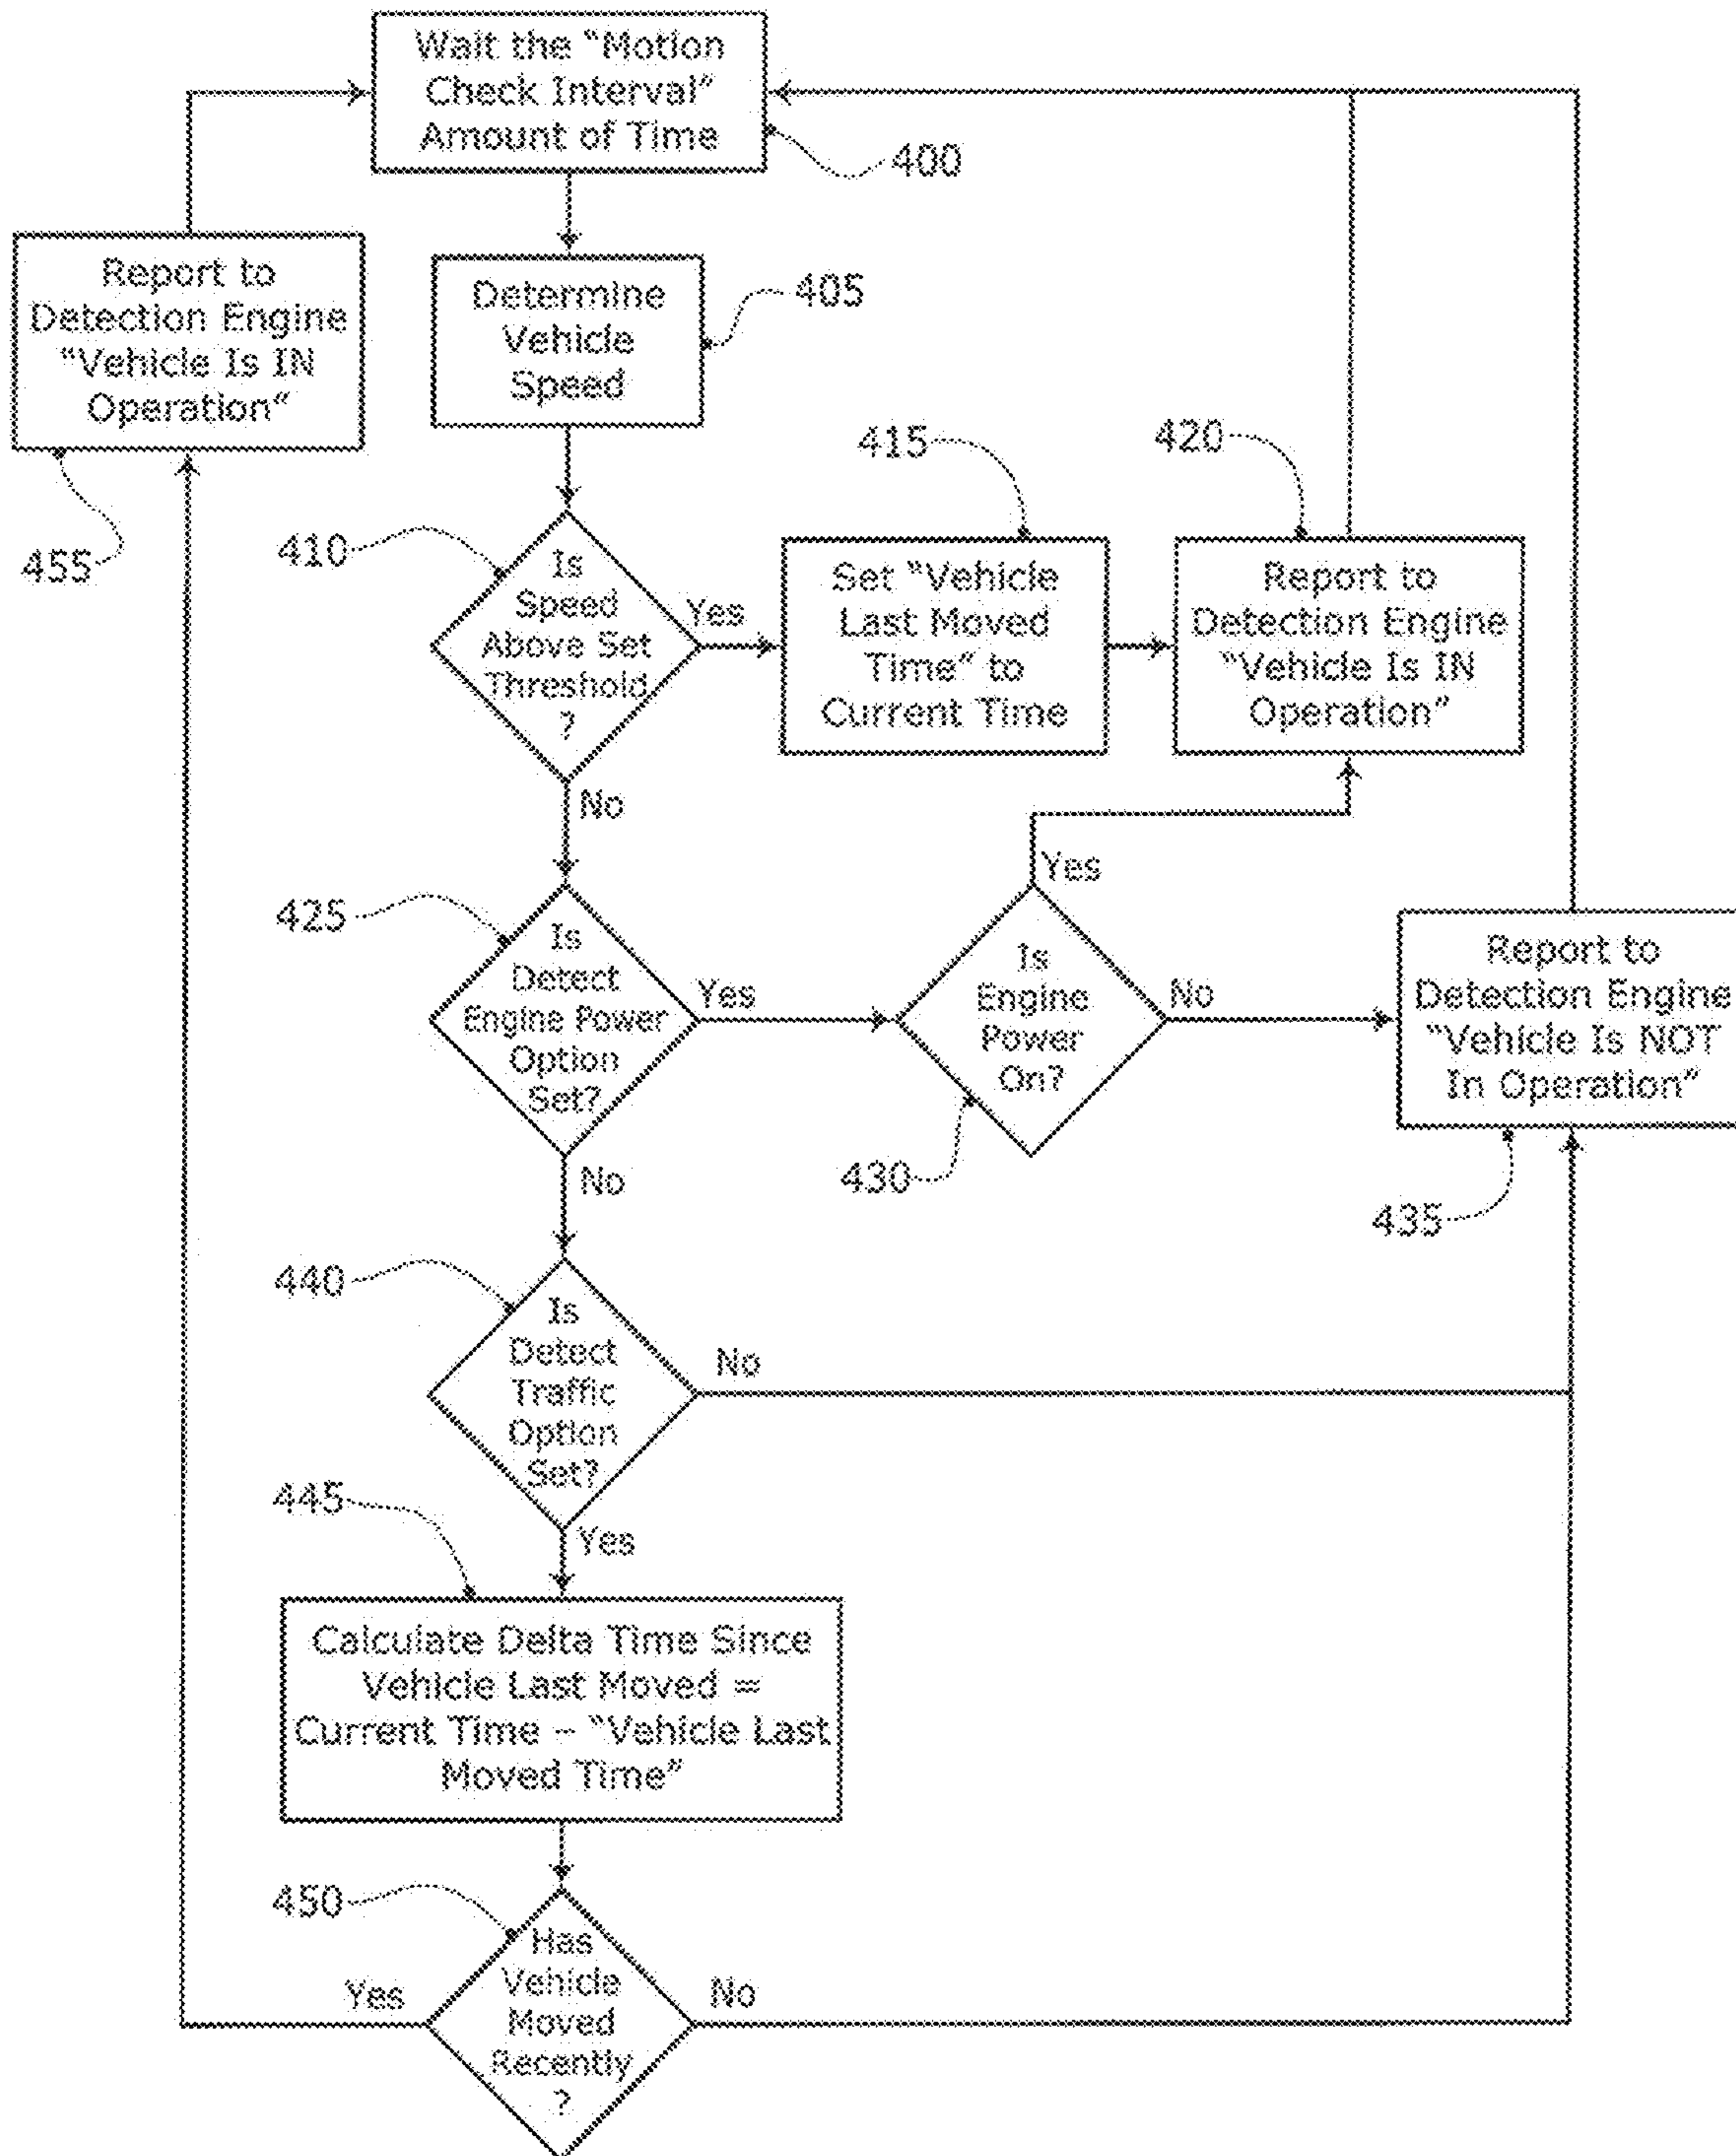 Wait the “Motion
Check Interval”
Amount of Time
400
Report to
Detection Engine
“Vehicle Is IN
Operation”
455
Determine
Vehicle
Speed
405
410
Is
Speed
Above Set
Threshold
?
Yes
No
415
Set “Vehicle
Last Moved
Time” to
Current Time
420
Report to
Detection Engine
“Vehicle Is IN
Operation”
425
Is
Detect
Engine Power
Option
Set?
Yes
No
Is
Engine
Power
On?
Yes
No
430
Report to
Detection Engine
“Vehicle Is NOT
In Operation”
435
440
Is
Detect
Traffic
Option
Set?
No
Yes
445
Calculate Delta Time Since
Vehicle Last Moved =
Current Time – “Vehicle Last
Moved Time”
450
Has
Vehicle
Moved
Recently
?
Yes
No